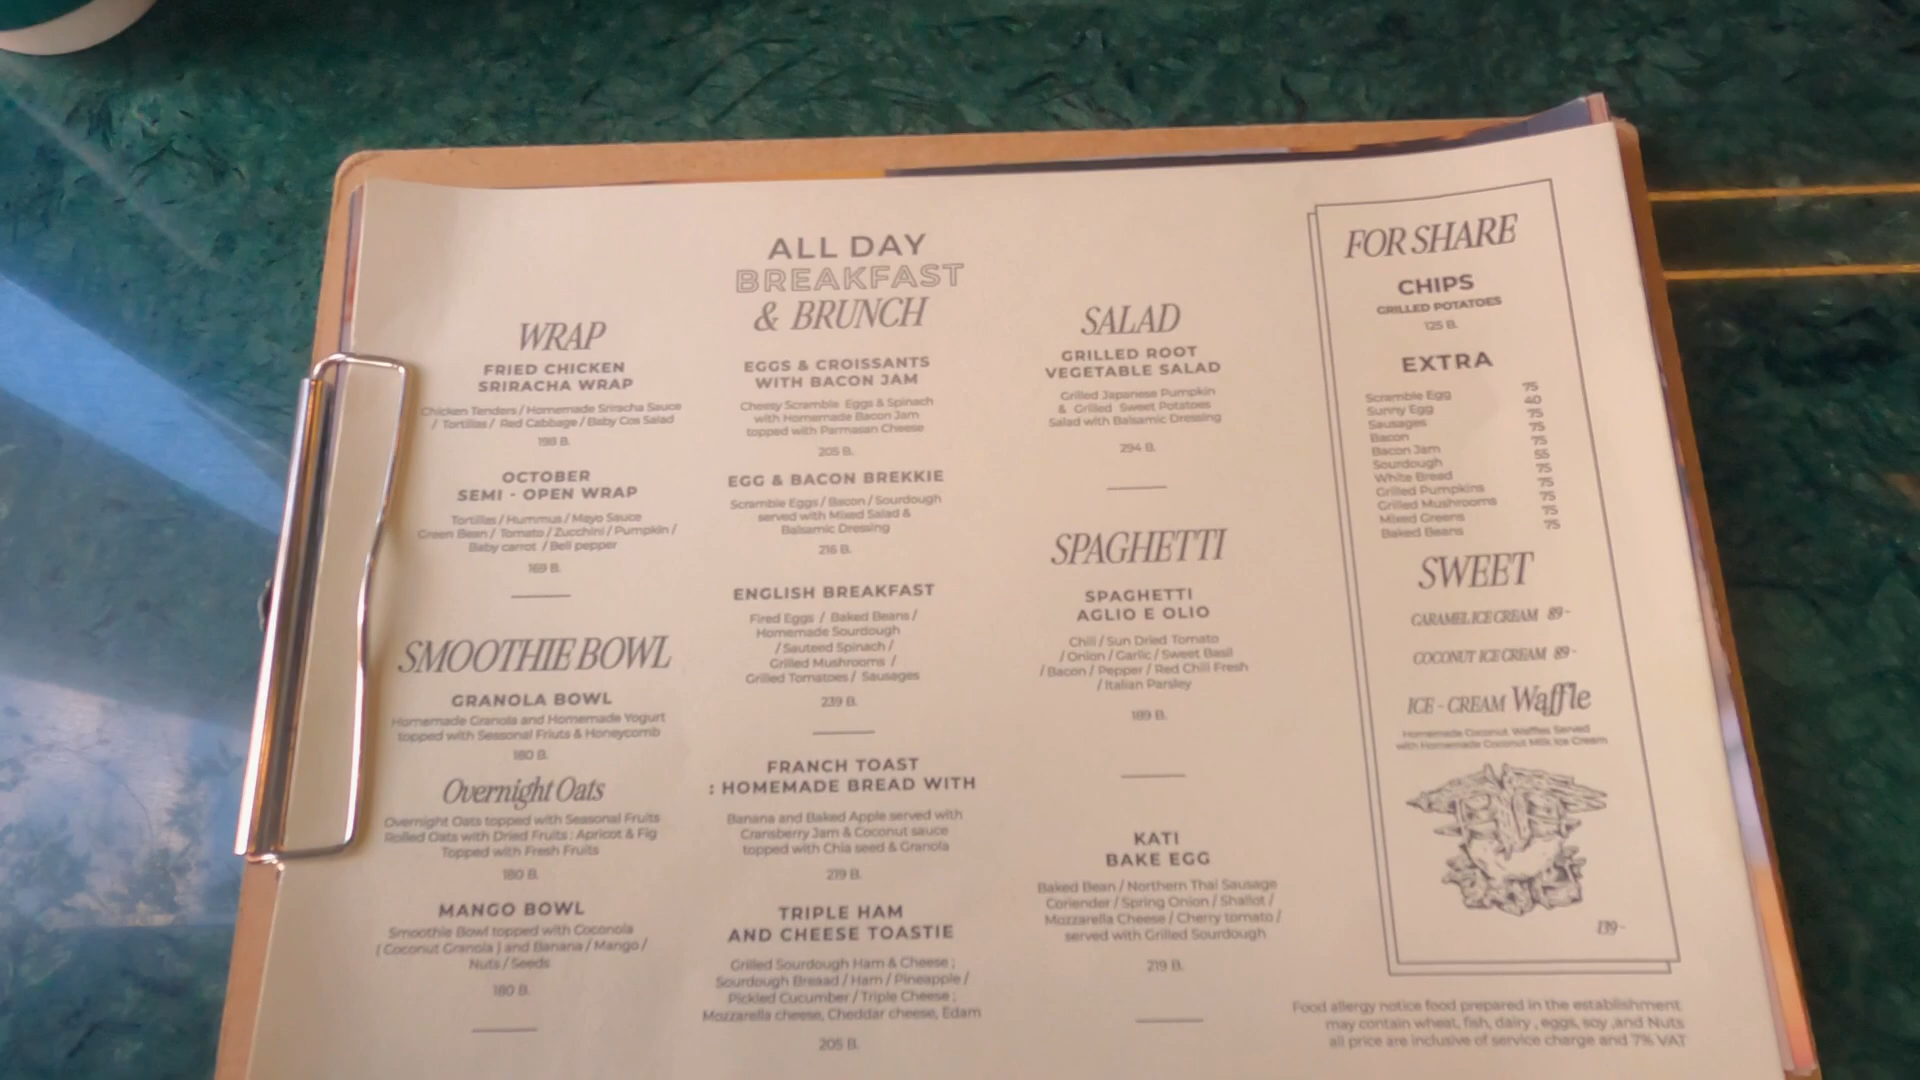 WRAP
FRIED CHICKEN
SRIRACHA WRAP
Chicken Tenders / Homemade Sriracha Sauce
/ Tortillas / Red Cabbage / Baby Cos Salad
198 B.
OCTOBER
SEMI - OPEN WRAP
Tortillas / Hummus / Mayo Sauce
Green Bean / Tomato / Zucchini / Pumpkin /
Baby carrot / Bell pepper
169 B.
SMOOTHIE BOWL
GRANOLA BOWL
Homemade Granola and Homemade Yogurt
topped with Seasonal Friuts & Honeycomb
180 B.
Overnight Oats
Overnight Oats topped with Seasonal Fruits
Rolled Oats with Dried Fruits : Apricot & Fig
Topped with Fresh Fruits
180 B.
MANGO BOWL
Smoothie Bowl topped with Coconola
( Coconut Granola ) and Banana / Mango /
Nuts / Seeds
180 B.
ALL DAY
BREAKFAST
& BRUNCH
EGGS & CROISSANTS
WITH BACON JAM
Cheesy Scramble Eggs & Spinach
with Homemade Bacon Jam
topped with Parmasan Cheese
205 B.
EGG & BACON BREKKIE
Scramble Eggs / Bacon / Sourdough
served with Mixed Salad &
Balsamic Dressing
216 B.
ENGLISH BREAKFAST
Fired Eggs / Baked Beans /
Homemade Sourdough
/ Sauteed Spinach /
Grilled Mushrooms /
Grilled Tomatoes / Sausages
239 B.
FRANCH TOAST
: HOMEMADE BREAD WITH
Banana and Baked Apple served with
Cransberry Jam & Coconut sauce
topped with Chia seed & Granola
219 B.
TRIPLE HAM
AND CHEESE TOASTIE
Grilled Sourdough Ham & Cheese ;
Sourdough Breaad / Ham / Pineapple /
Pickled Cucumber / Triple Cheese ;
Mozzarella cheese, Cheddar cheese, Edam
205 B.
SALAD
GRILLED ROOT
VEGETABLE SALAD
Grilled Japanese Pumpkin
& Grilled Sweet Potatoes
Salad with Balsamic Dressing
294 B.
SPAGHETTI
SPAGHETTI
AGLIO E OLIO
Chili / Sun Dried Tomato
/ Onion / Garlic / Sweet Basil
/ Bacon / Pepper / Red Chili Fresh
/ Italian Parsley
189 B.
KATI
BAKE EGG
Baked Bean / Northern Thai Sausage
Coriender / Spring Onion / Shallot /
Mozzarella Cheese / Cherry tomato /
served with Grilled Sourdough
219 B.
FOR SHARE
CHIPS
GRILLED POTATOES
125 B.
EXTRA
Scramble Egg 75
Sunny Egg 40
Sausages 75
Bacon 75
Bacon Jam 75
Sourdough 55
White Bread 75
Grilled Pumpkins 75
Grilled Mushrooms 75
Mixed Greens 75
Baked Beans 75
SWEET
CARAMEL ICE CREAM 89-
COCONUT ICE CREAM 89-
ICE - CREAM Waffle
Homemade Coconut Waffles Served
with Homemade Coconut Milk Ice Cream
139-
Food allergy notice food prepared in the establishment
may contain wheat, fish, dairy , eggs, soy ,and Nuts
all price are inclusive of service charge and 7% VAT